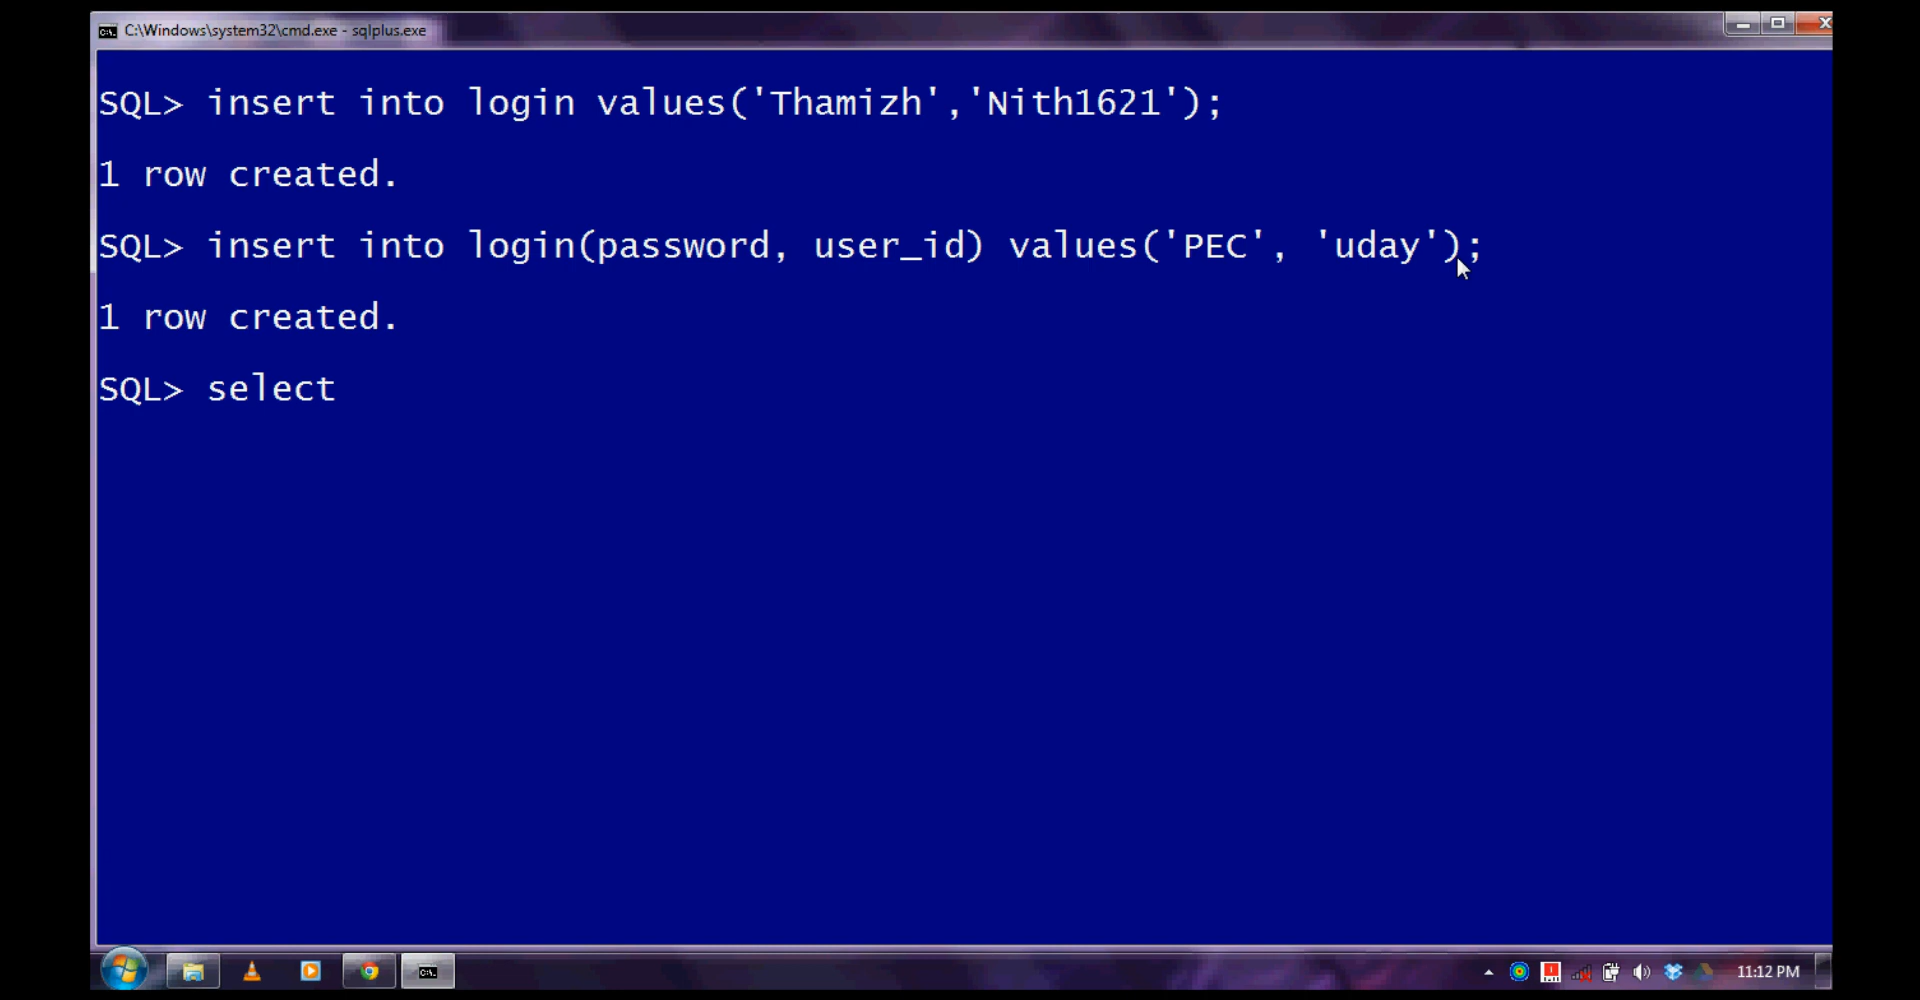 C:\Windows\system32\cmd.exe - sqlplus.exe
SQL> insert into login values('Thamizh','Nith1621');
1 row created.
SQL> insert into login(password, user_id) values('PEC', 'uday');
1 row created.
SQL> select
11:12 PM